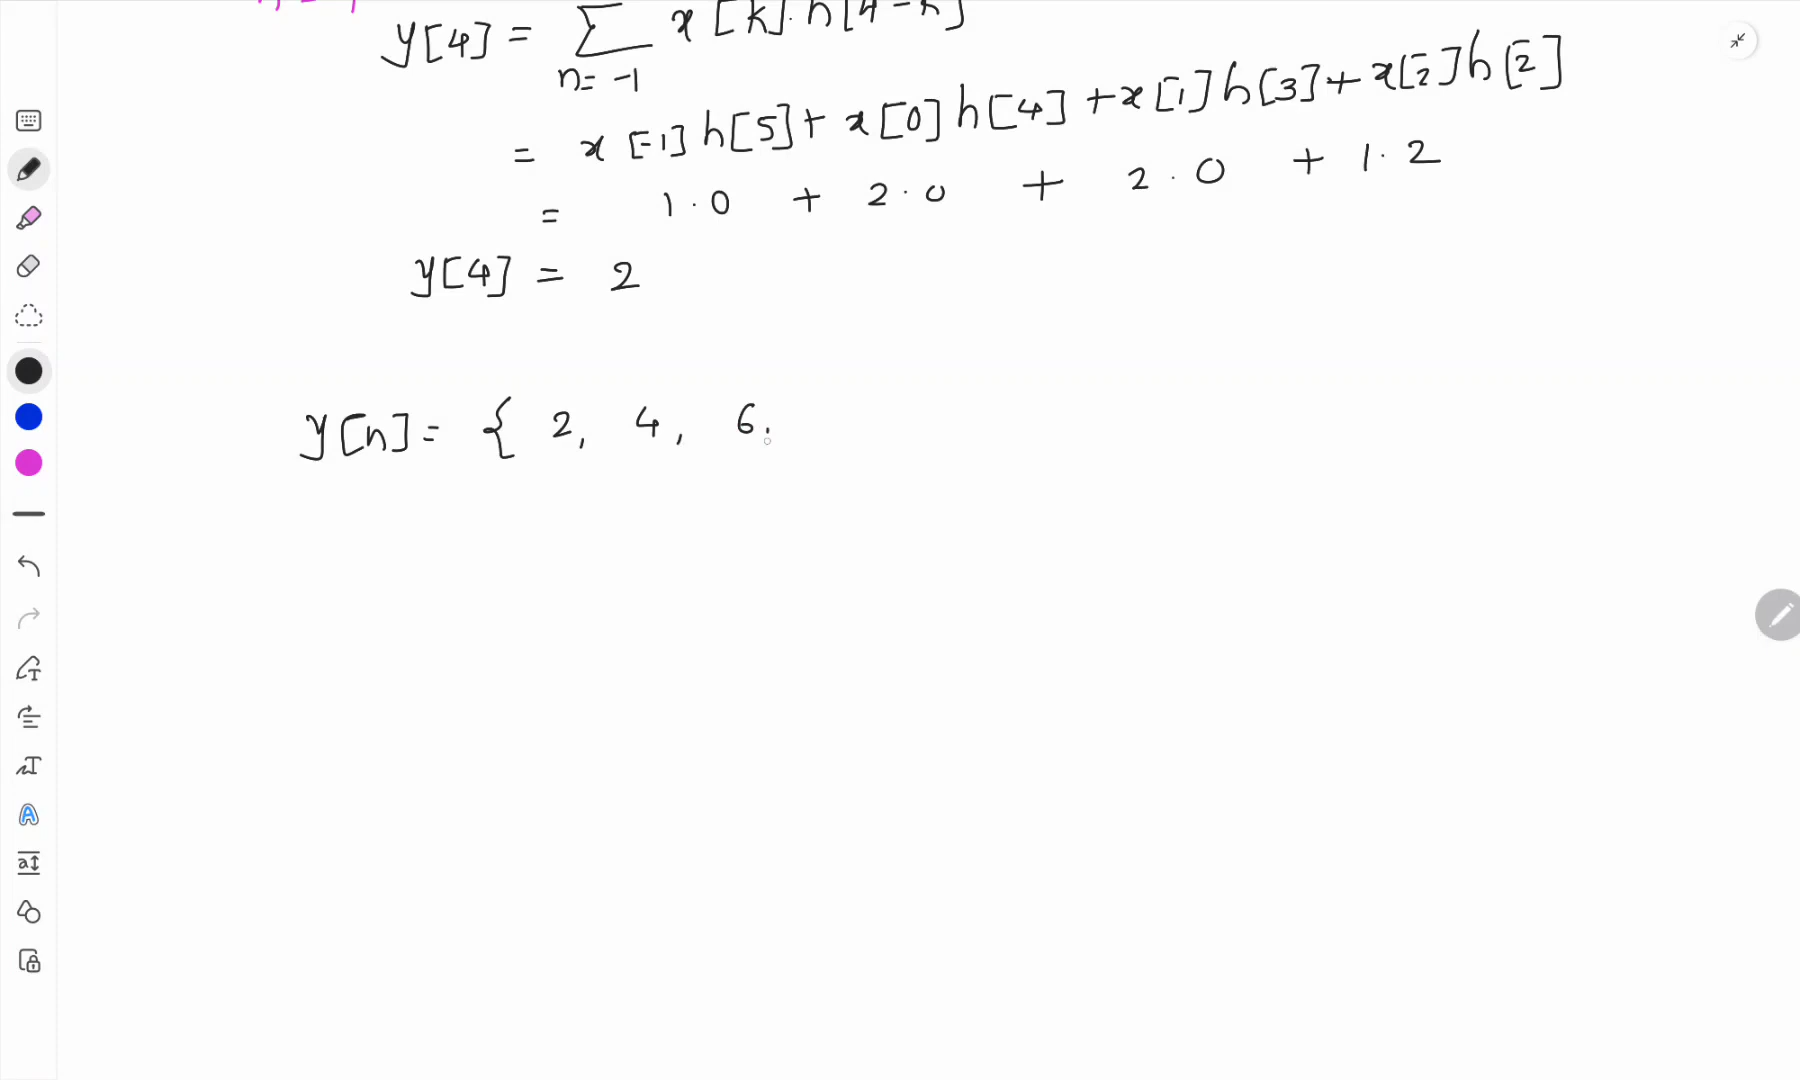 y[4] = ∑ x[k].h[4-k]
n= -1
= x[-1]h[5]+ x[0]h[4] +x[1]h[3]+x[2]h[2]
= 1.0 + 2.0 + 2.0 + 1.2
y[4] = 2
y[n]= { 2, 4, 6